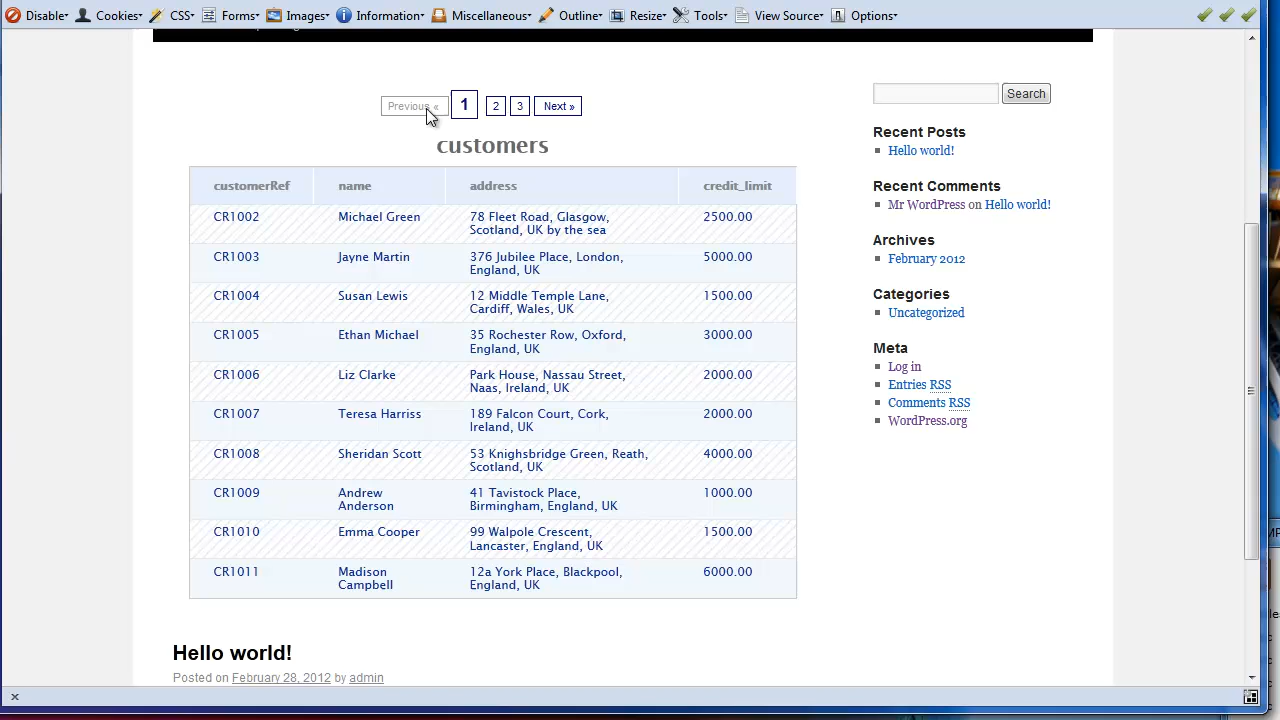 Disable▾ Cookies▾ CSS▾ Forms▾ Images▾ Information▾ Miscellaneous▾ Outline▾ Resize▾ Tools▾ View Source▾ Options▾
Previous « 1 2 3 Next »
Search
customers
customerRef name address credit_limit
CR1002 Michael Green 78 Fleet Road, Glasgow, 2500.00
Scotland, UK by the sea
CR1003 Jayne Martin 376 Jubilee Place, London, 5000.00
England, UK
CR1004 Susan Lewis 12 Middle Temple Lane, 1500.00
Cardiff, Wales, UK
CR1005 Ethan Michael 35 Rochester Row, Oxford, 3000.00
England, UK
CR1006 Liz Clarke Park House, Nassau Street, 2000.00
Naas, Ireland, UK
CR1007 Teresa Harriss 189 Falcon Court, Cork, 2000.00
Ireland, UK
CR1008 Sheridan Scott 53 Knighsbridge Green, Reath, 4000.00
Scotland, UK
CR1009 Andrew 41 Tavistock Place, 1000.00
Anderson Birmingham, England, UK
CR1010 Emma Cooper 99 Walpole Crescent, 1500.00
Lancaster, England, UK
CR1011 Madison 12a York Place, Blackpool, 6000.00
Campbell England, UK
Hello world!
Posted on February 28, 2012 by admin
Recent Posts
Hello world!
Recent Comments
Mr WordPress on Hello world!
Archives
February 2012
Categories
Uncategorized
Meta
Log in
Entries RSS
Comments RSS
WordPress.org